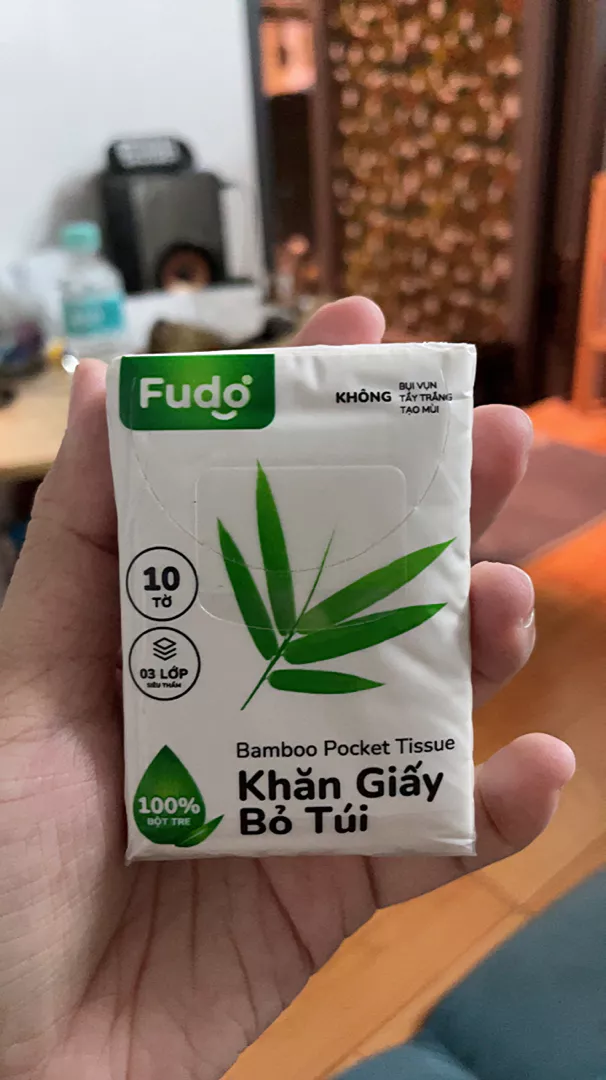 Fudo
KHÔNG
BỤI VỤN
TẨY TRẮNG
TẠO MÙI
10
TỜ
03 LỚP
SIÊU THẤM
100%
BỘT TRE
Bamboo Pocket Tissue
Khăn Giấy
Bỏ Túi